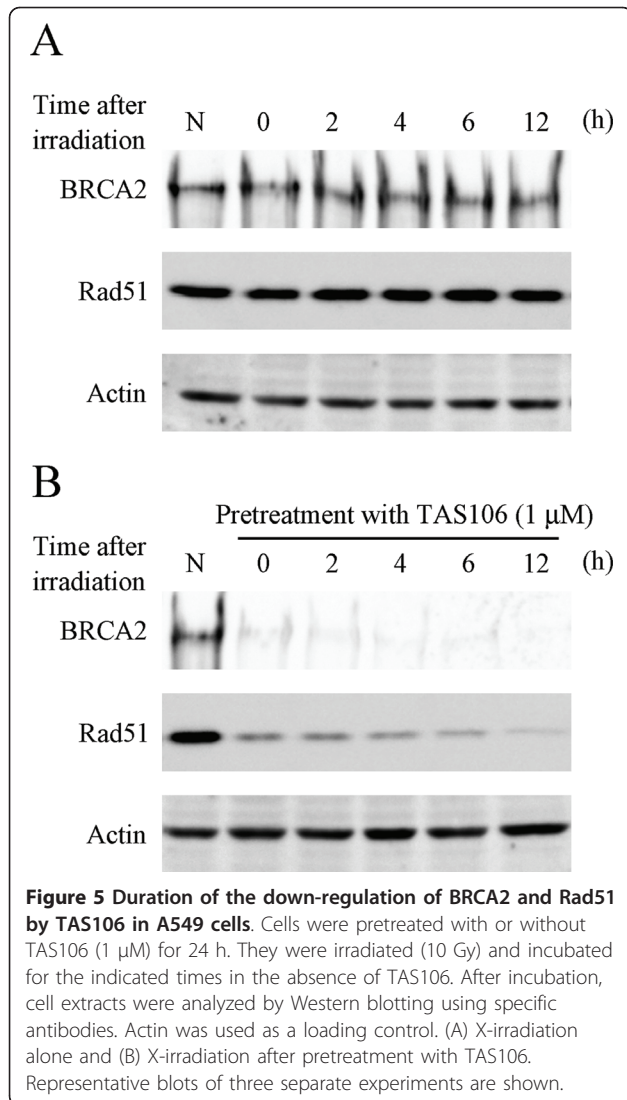 A
Time after
irradiation
N 0 2 4 6 12 (h)
BRCA2
Rad51
Actin
B
Pretreatment with TAS106 (1 μM)
Time after
irradiation
N 0 2 4 6 12 (h)
BRCA2
Rad51
Actin
Figure 5 Duration of the down-regulation of BRCA2 and Rad51
by TAS106 in A549 cells. Cells were pretreated with or without
TAS106 (1 μM) for 24 h. They were irradiated (10 Gy) and incubated
for the indicated times in the absence of TAS106. After incubation,
cell extracts were analyzed by Western blotting using specific
antibodies. Actin was used as a loading control. (A) X-irradiation
alone and (B) X-irradiation after pretreatment with TAS106.
Representative blots of three separate experiments are shown.